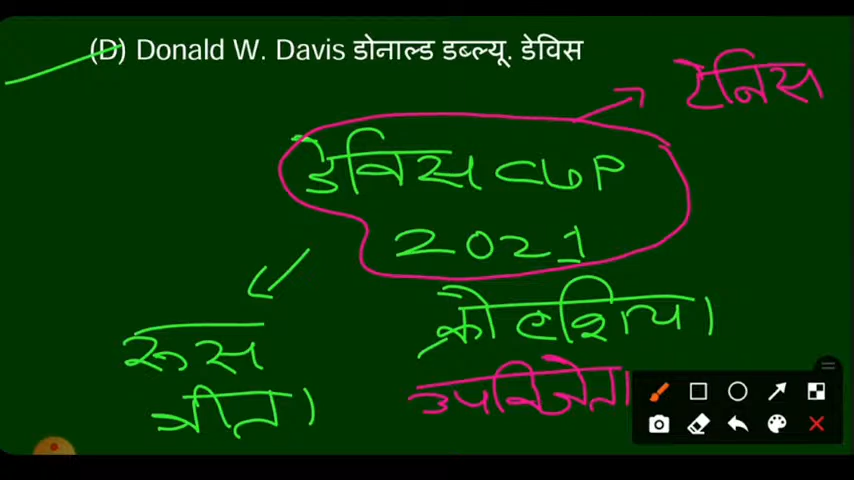 (D) Donald W. Davis डोनाल्ड डब्ल्यू. डेविस
टेनिस
डेविस CUP
2021
रूस
जीता
क्रोएशिया
उपविजेता